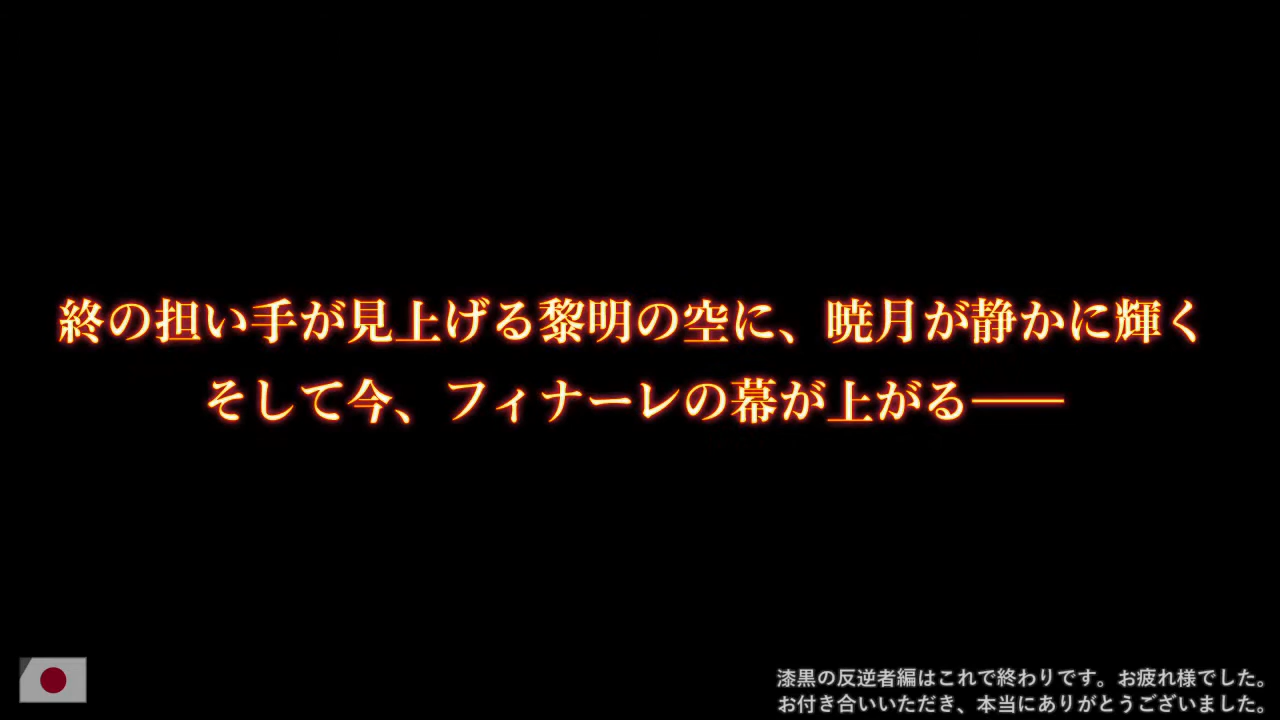 終の担い手が見上げる黎明の空に、暁月が静かに輝く
そして今、フィナーレの幕が上がる――
漆黒の反逆者編はこれで終わりです。お疲れ様でした。
お付き合いいただき、本当にありがとうございました。